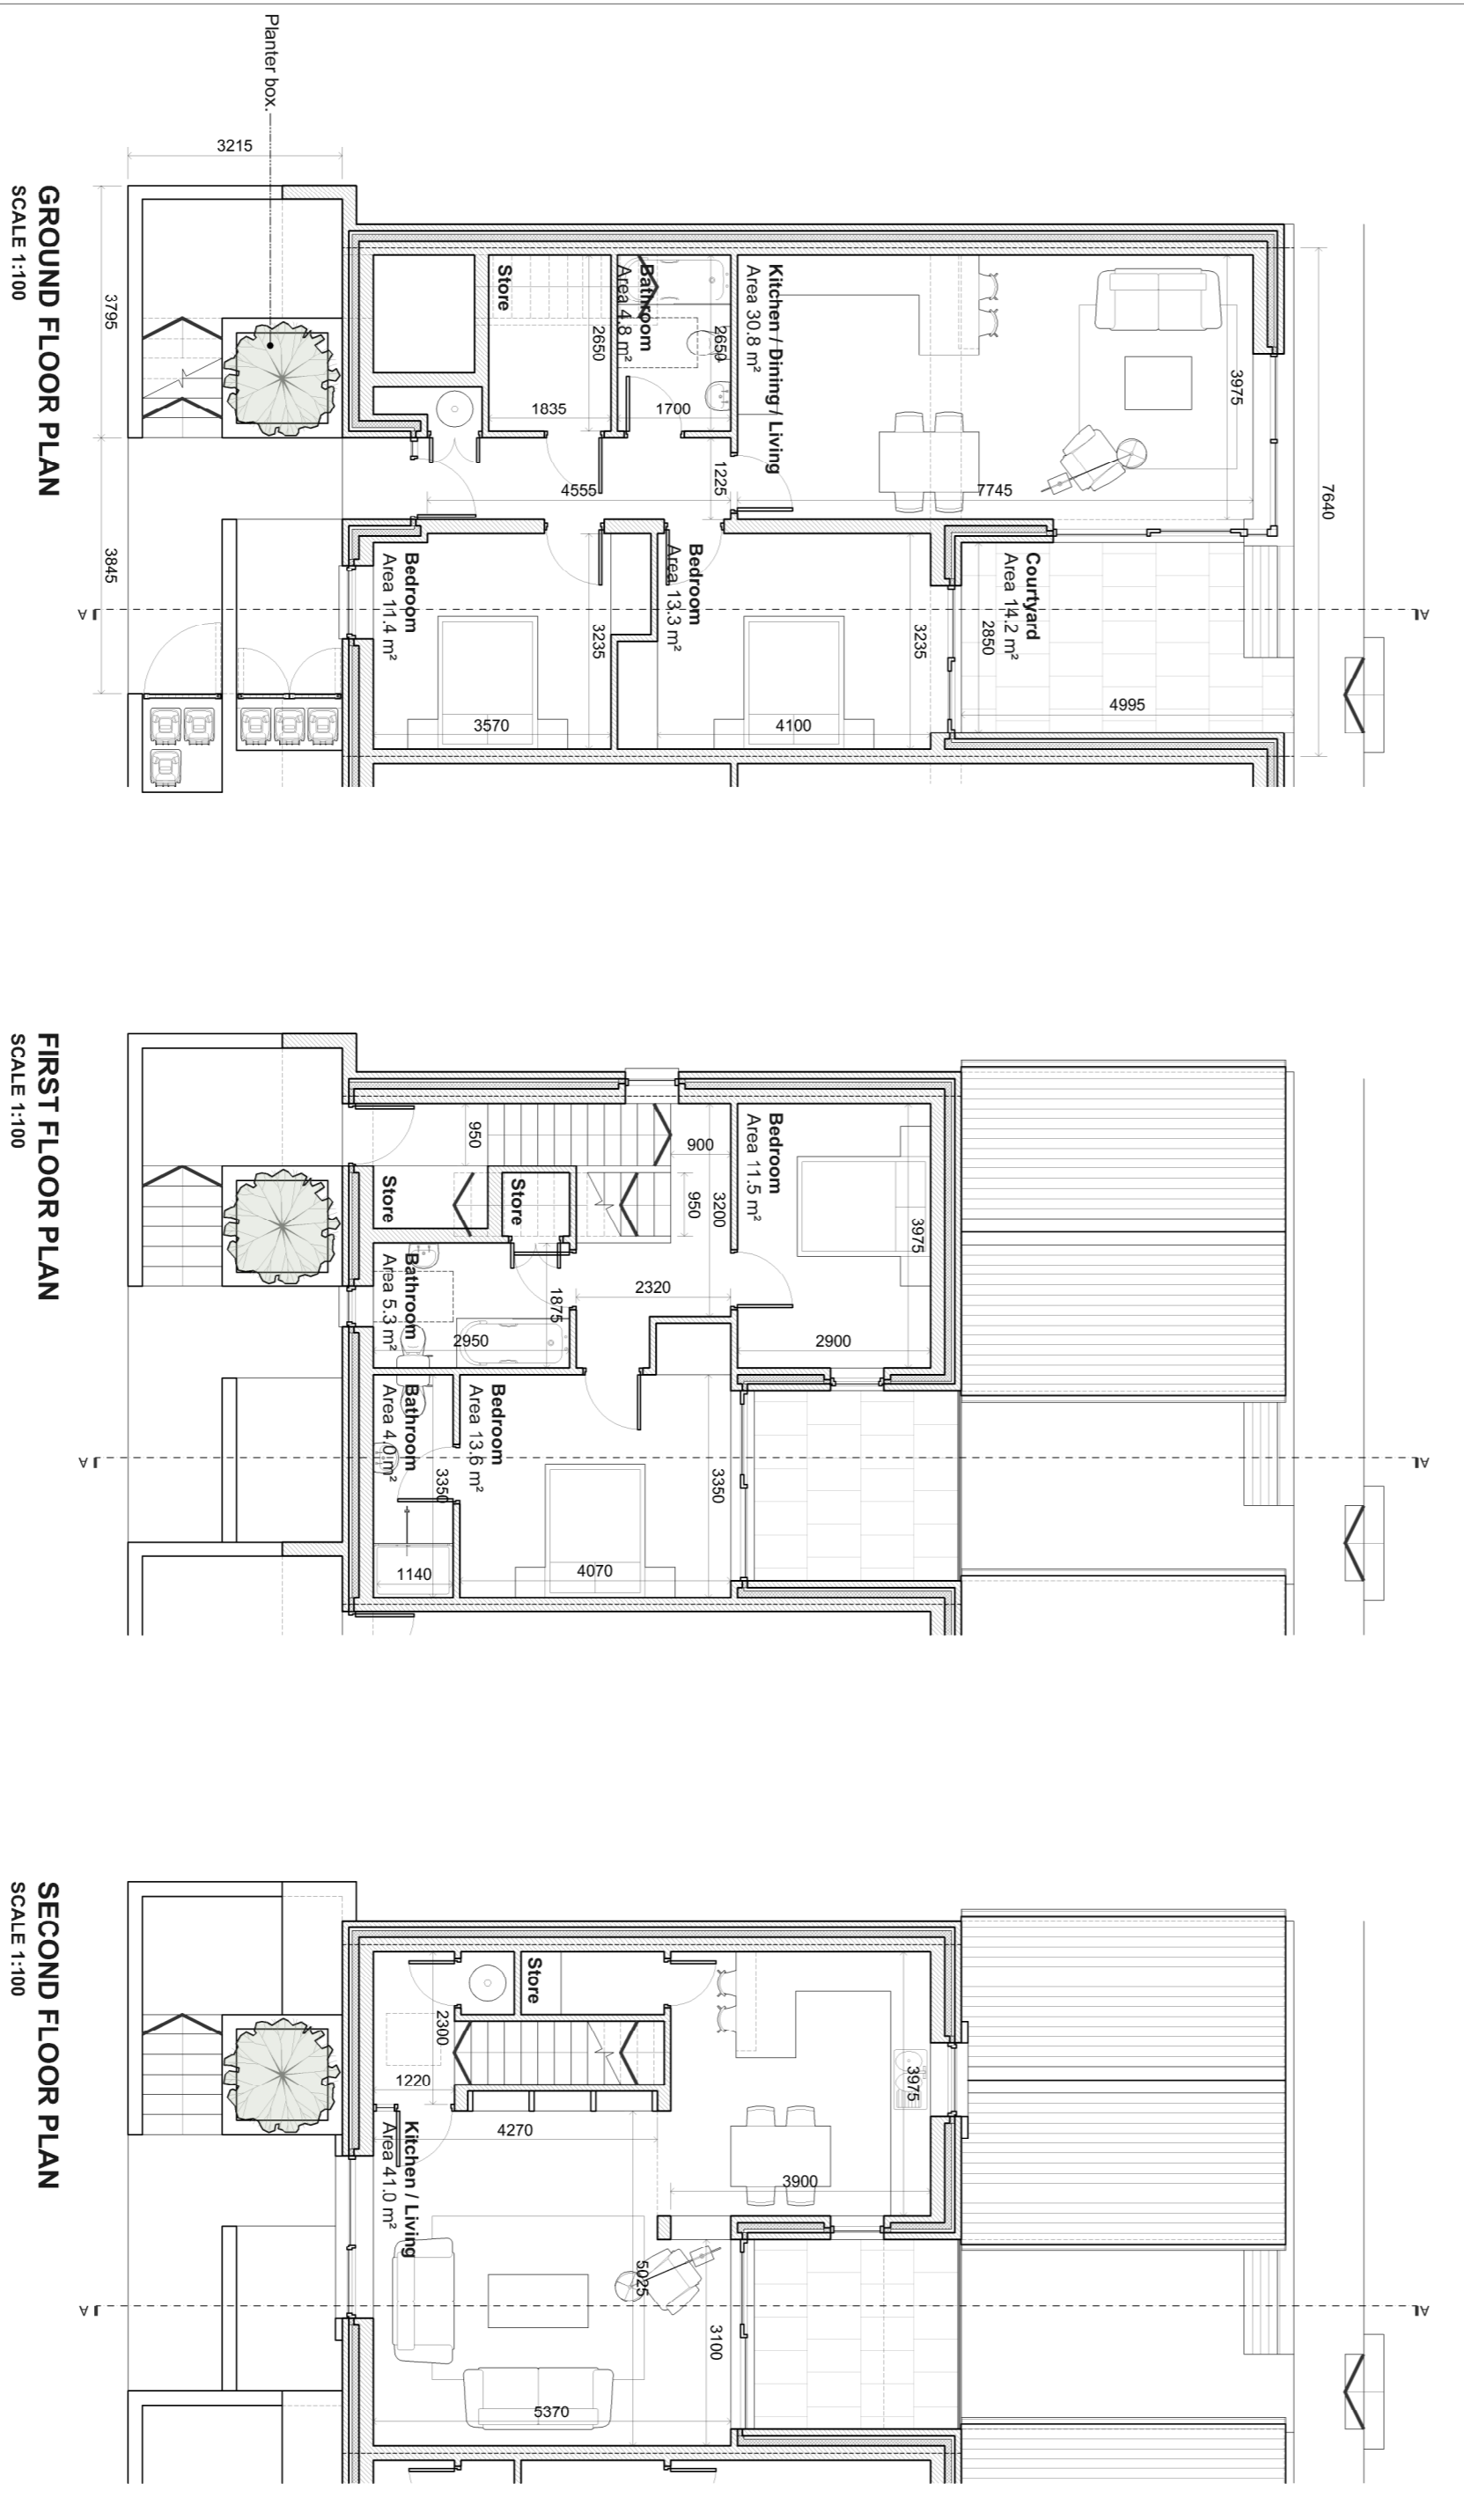 Planter box.
3215
3795
3845
GROUND FLOOR PLAN
SCALE 1:100
Store
2650
1835
Bathroom
Area 4.8 m²
2650
1700
Kitchen / Dining / Living
Area 30.8 m²
3975
7745
7640
4555
1225
Bedroom
Area 11.4 m²
3235
3570
Bedroom
Area 13.3 m²
3235
4100
Courtyard
Area 14.2 m²
2850
4995
A
A
FIRST FLOOR PLAN
SCALE 1:100
950
900
950
3200
Store
Store
Bedroom
Area 11.5 m²
3975
2900
2320
1875
Bathroom
Area 5.3 m²
2950
Bathroom
Area 4.0 m²
3350
1140
Bedroom
Area 13.6 m²
3350
4070
A
A
SECOND FLOOR PLAN
SCALE 1:100
Store
2300
1220
4270
3975
3900
Kitchen / Living
Area 41.0 m²
5025
3100
5370
A
A